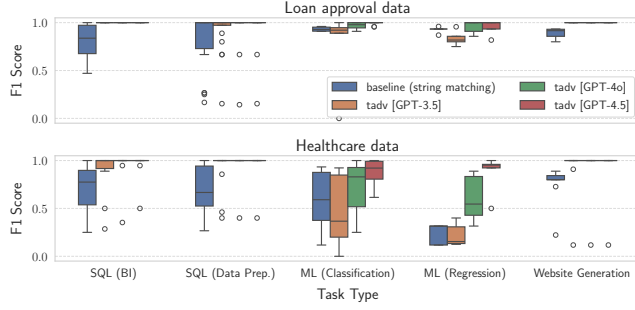 Loan approval data
1.0
0.5
0.0
F1 Score
baseline (string matching)
tadv [GPT-3.5]
tadv [GPT-4o]
tadv [GPT-4.5]
Healthcare data
1.0
0.5
0.0
F1 Score
SQL (BI)
SQL (Data Prep.)
ML (Classification)
ML (Regression)
Website Generation
Task Type